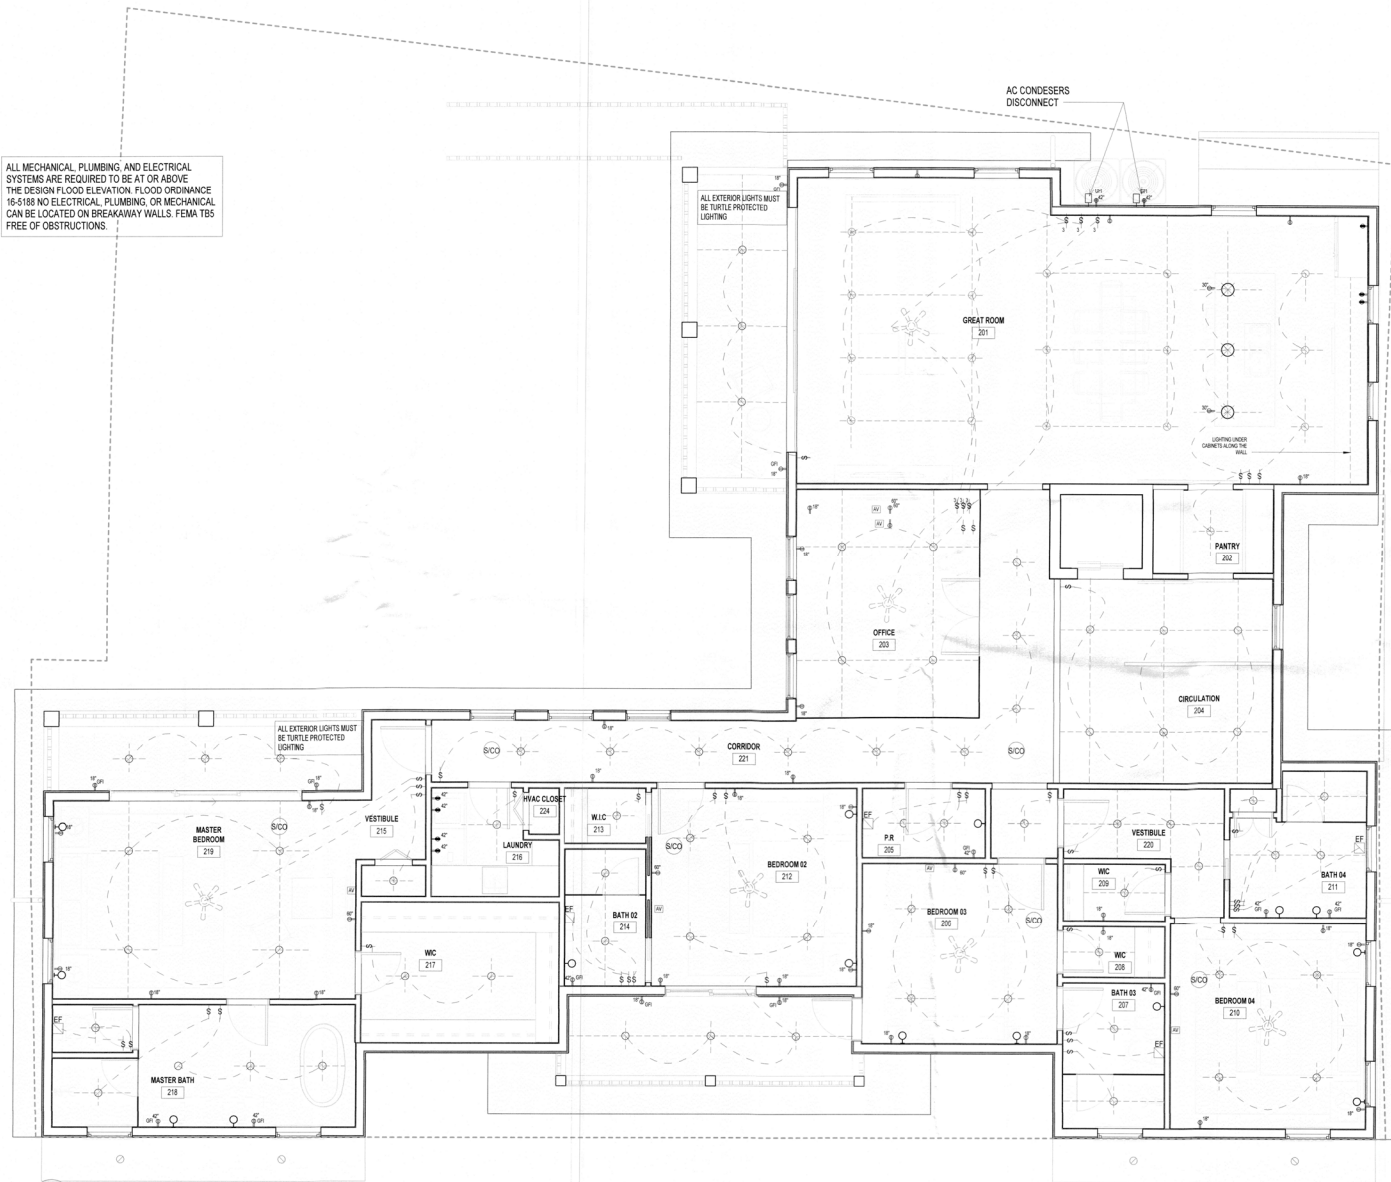 AC CONDESERS
DISCONNECT
ALL MECHANICAL, PLUMBING, AND ELECTRICAL
SYSTEMS ARE REQUIRED TO BE AT OR ABOVE
THE DESIGN FLOOD ELEVATION. FLOOD ORDINANCE
16-5188 NO ELECTRICAL, PLUMBING, OR MECHANICAL
CAN BE LOCATED ON BREAKAWAY WALLS. FEMA TB5
FREE OF OBSTRUCTIONS.
ALL EXTERIOR LIGHTS MUST
BE TURTLE PROTECTED
LIGHTING
GREAT ROOM
201
LIGHTING UNDER
CABINETS ALONG THE
WALL
PANTRY
202
OFFICE
203
CIRCULATION
204
ALL EXTERIOR LIGHTS MUST
BE TURTLE PROTECTED
LIGHTING
CORRIDOR
221
S/CO
S/CO
HVAC CLOSET
224
W.I.C
213
VESTIBULE
215
MASTER
BEDROOM
219
S/CO
LAUNDRY
216
S/CO
BEDROOM 02
212
EF
P.R
205
VESTIBULE
220
EF
BATH 04
211
WIC
209
BEDROOM 03
206
S/CO
EF
BATH 02
214
WIC
217
WIC
208
BATH 03
207
S/CO
BEDROOM 04
210
EF
EF
MASTER BATH
218